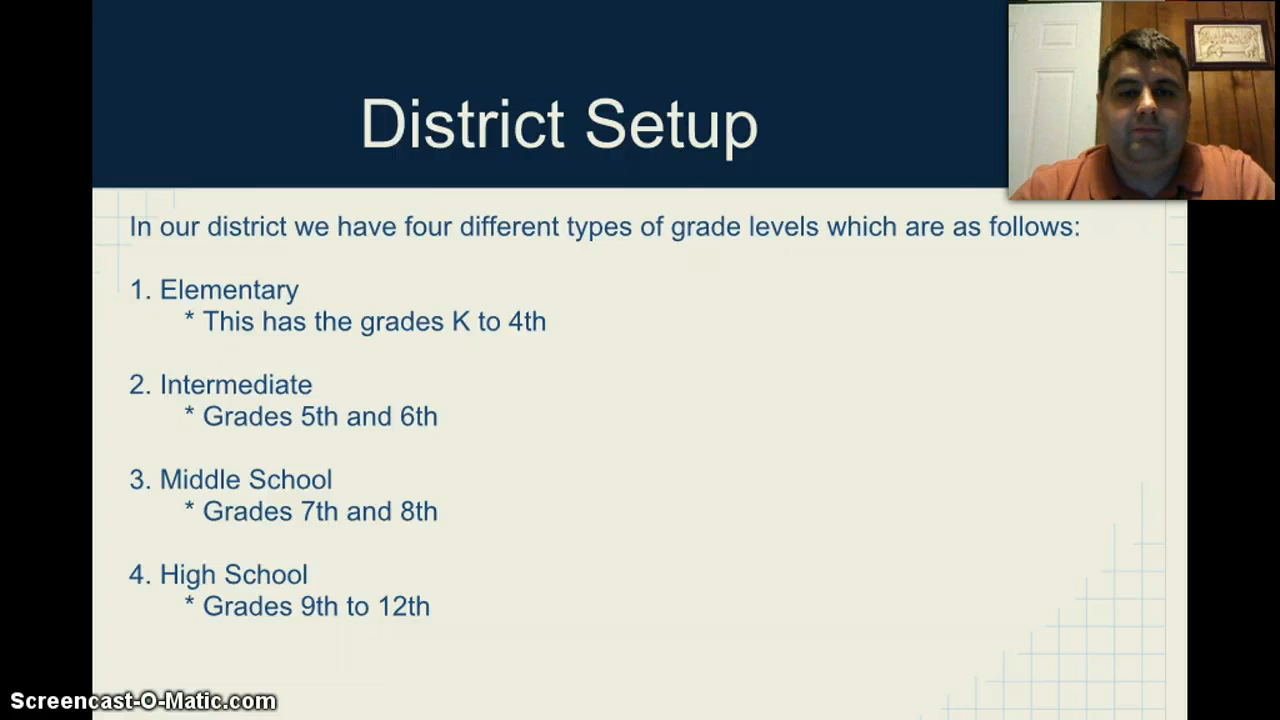 District Setup
In our district we have four different types of grade levels which are as follows:
1. Elementary
* This has the grades K to 4th
2. Intermediate
* Grades 5th and 6th
3. Middle School
* Grades 7th and 8th
4. High School
* Grades 9th to 12th
Screencast-O-Matic.com